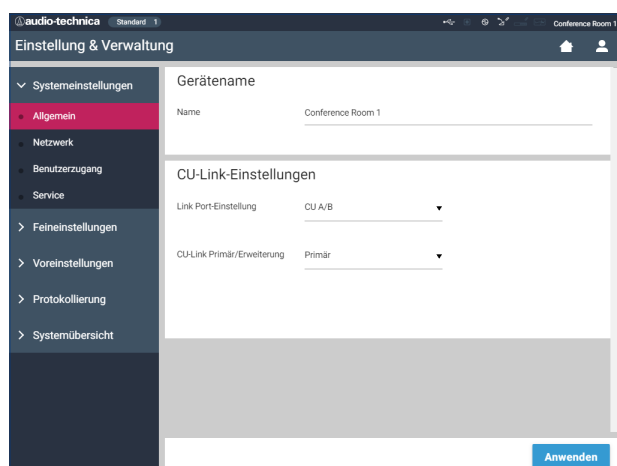 audio-technica Standard 1 Conference Room 1
Einstellung & Verwaltung
Systemeinstellungen
Allgemein
Netzwerk
Benutzerzugang
Service
Feineinstellungen
Voreinstellungen
Protokollierung
Systemübersicht
Gerätename
Name Conference Room 1
CU-Link-Einstellungen
Link Port-Einstellung CU A/B
CU-Link Primär/Erweiterung Primär
Anwenden